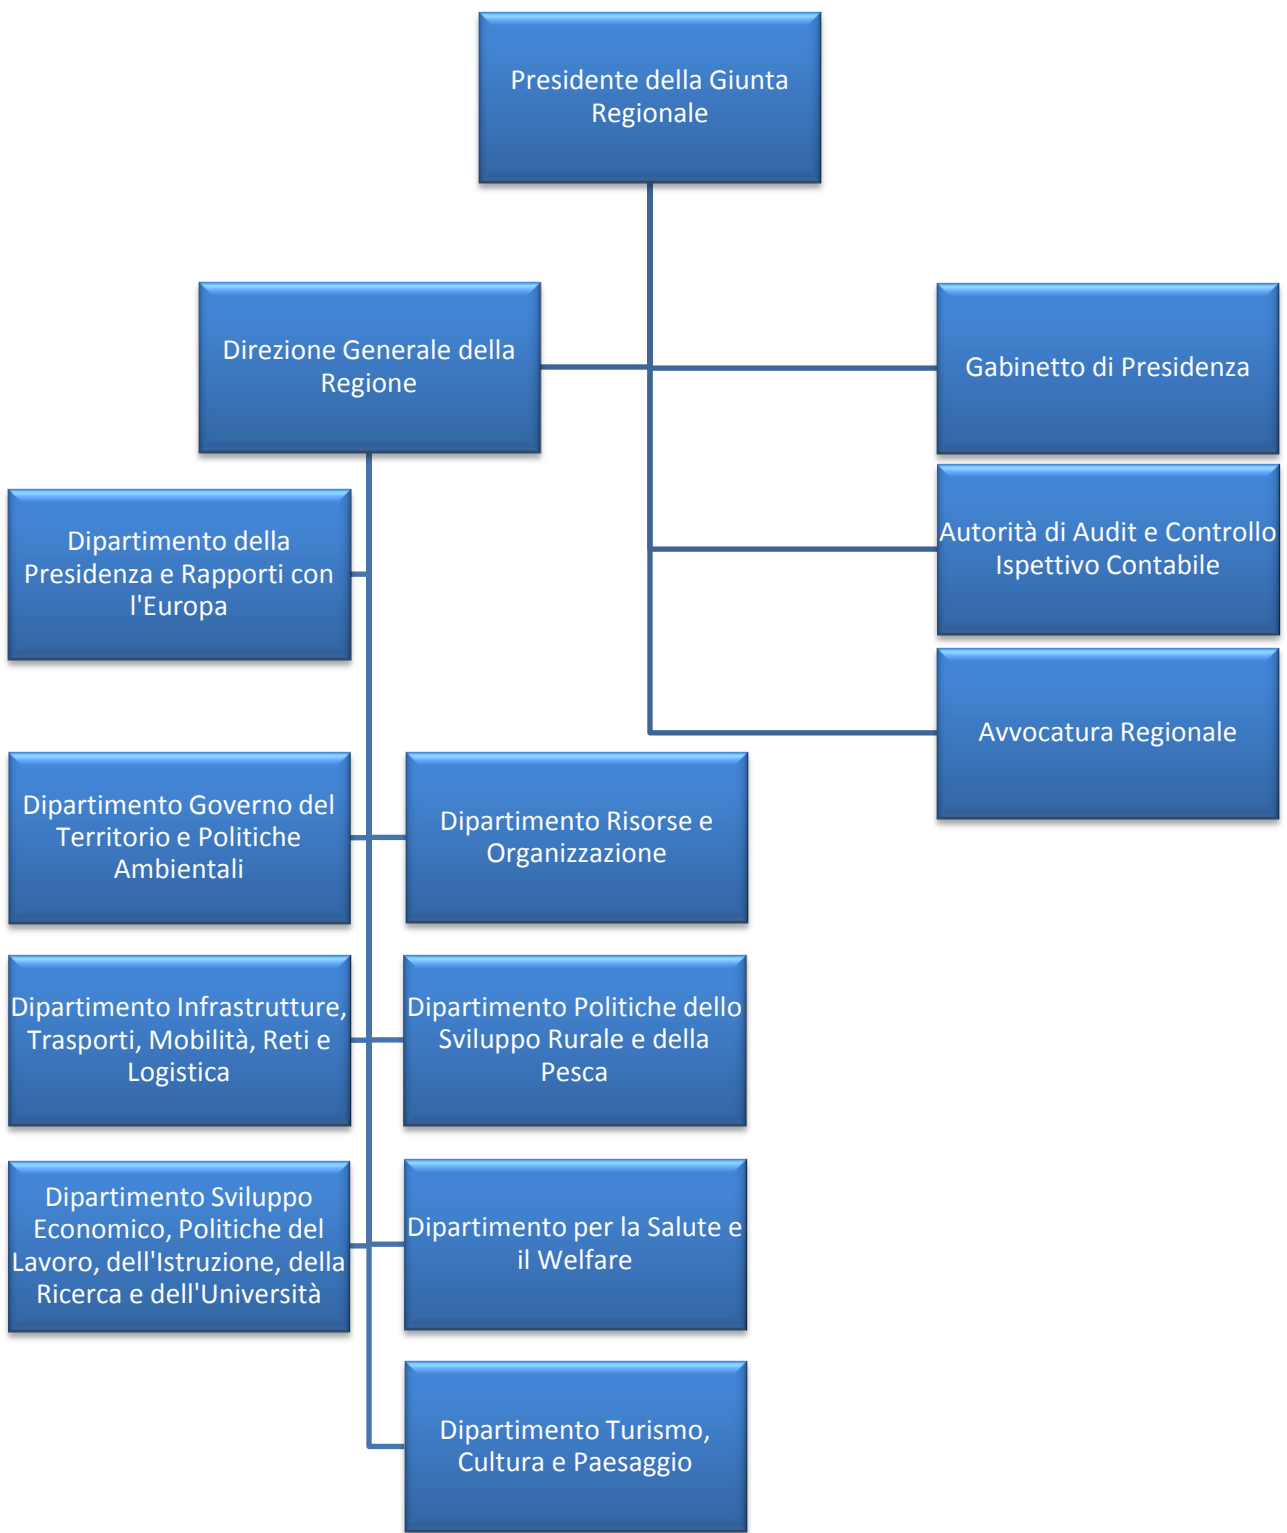 Presidente della Giunta
Regionale
Direzione Generale della
Regione
Gabinetto di Presidenza
Dipartimento della
Presidenza e Rapporti con
l'Europa
Autorità di Audit e Controllo
Ispettivo Contabile
Avvocatura Regionale
Dipartimento Governo del
Territorio e Politiche
Ambientali
Dipartimento Risorse e
Organizzazione
Dipartimento Infrastrutture,
Trasporti, Mobilità, Reti e
Logistica
Dipartimento Politiche dello
Sviluppo Rurale e della
Pesca
Dipartimento Sviluppo
Economico, Politiche del
Lavoro, dell'Istruzione, della
Ricerca e dell'Università
Dipartimento per la Salute e
il Welfare
Dipartimento Turismo,
Cultura e Paesaggio